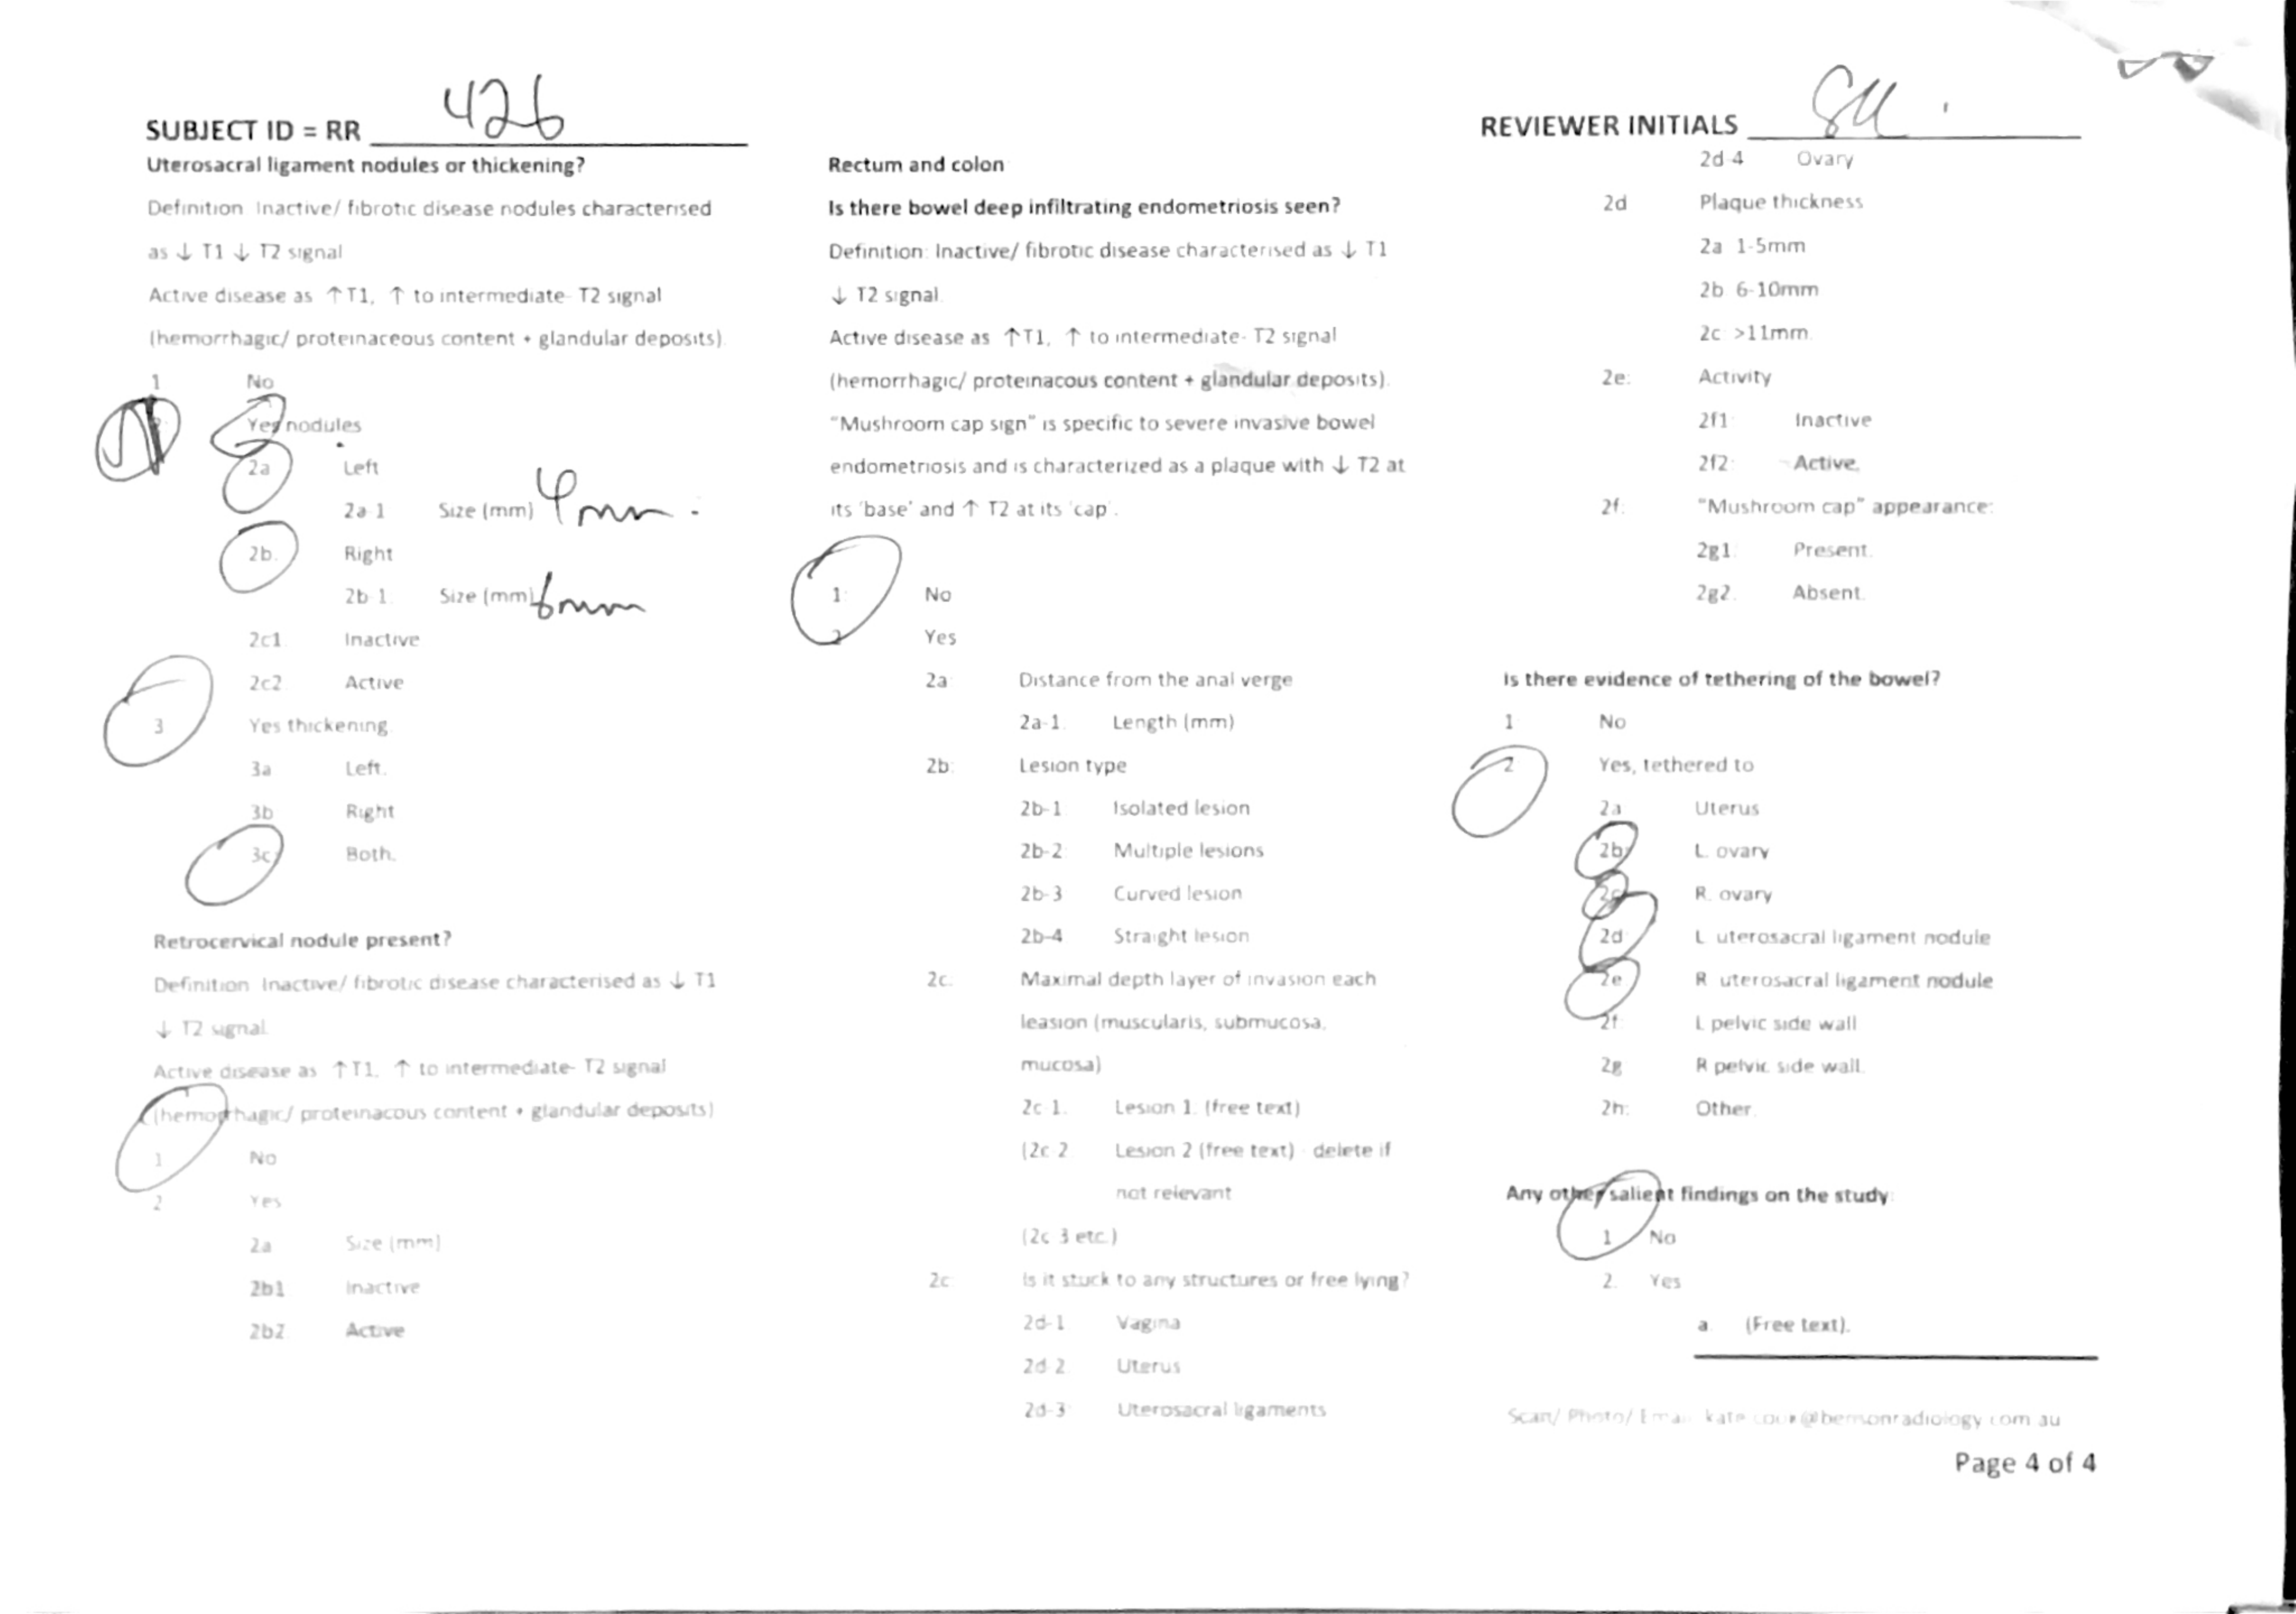 SUBJECT ID = RR 426
Uterosacral ligament nodules or thickening?
Definition Inactive/ fibrotic disease nodules characterised
as ↓ T1 ↓ T2 signal
Active disease as ↑T1, ↑ to intermediate- T2 signal
(hemorrhagic/ proteinaceous content + glandular deposits)
1 No
Yes nodules
2a Left
2a-1 Size (mm) 4mm
2b. Right
2b-1. Size (mm) 6mm
2c1. Inactive
2c2 Active
3 Yes thickening
3a Left.
3b Right
3c Both.
Retrocervical nodule present?
Definition Inactive/ fibrotic disease characterised as ↓ T1
↓ T2 signal.
Active disease as ↑T1, ↑ to intermediate- T2 signal
(hemorrhagic/ proteinacous content + glandular deposits)
1 No
2 Yes
2a Size (mm)
2b1 Inactive
2b2 Active
Rectum and colon
Is there bowel deep infiltrating endometriosis seen?
Definition: Inactive/ fibrotic disease characterised as ↓ T1
↓ T2 signal.
Active disease as ↑T1, ↑ to intermediate- T2 signal
(hemorrhagic/ proteinacous content + glandular deposits).
"Mushroom cap sign" is specific to severe invasive bowel
endometriosis and is characterized as a plaque with ↓ T2 at
its 'base' and ↑ T2 at its 'cap'.
1: No
2 Yes
2a: Distance from the anal verge
2a-1. Length (mm)
2b: Lesion type
2b-1: Isolated lesion
2b-2: Multiple lesions
2b-3 Curved lesion
2b-4 Straight lesion
2c. Maximal depth layer of invasion each
leasion (muscularis, submucosa,
mucosa)
2c-1. Lesion 1. (free text)
(2c-2 Lesion 2 (free text) - delete if
not relevant
(2c-3 etc.)
2c: Is it stuck to any structures or free lying?
2d-1 Vagina
2d-2 Uterus
2d-3: Uterosacral ligaments
REVIEWER INITIALS
2d-4 Ovary
2d Plaque thickness
2a 1-5mm
2b 6-10mm
2c: >11mm.
2e: Activity
2f1: Inactive
2f2: Active.
2f. "Mushroom cap" appearance:
2g1: Present.
2g2. Absent.
Is there evidence of tethering of the bowel?
1 No
2 Yes, tethered to
2a: Uterus
2b: L. ovary
2c R. ovary
2d L uterosacral ligament nodule
2e R uterosacral ligament nodule
2f: L pelvic side wall
2g R pelvic side wall.
2h: Other.
Any other salient findings on the study:
1 No
2. Yes
a (Free text).
Scan/ Photo/ Email kate.cook@bensonradiology.com.au
Page 4 of 4